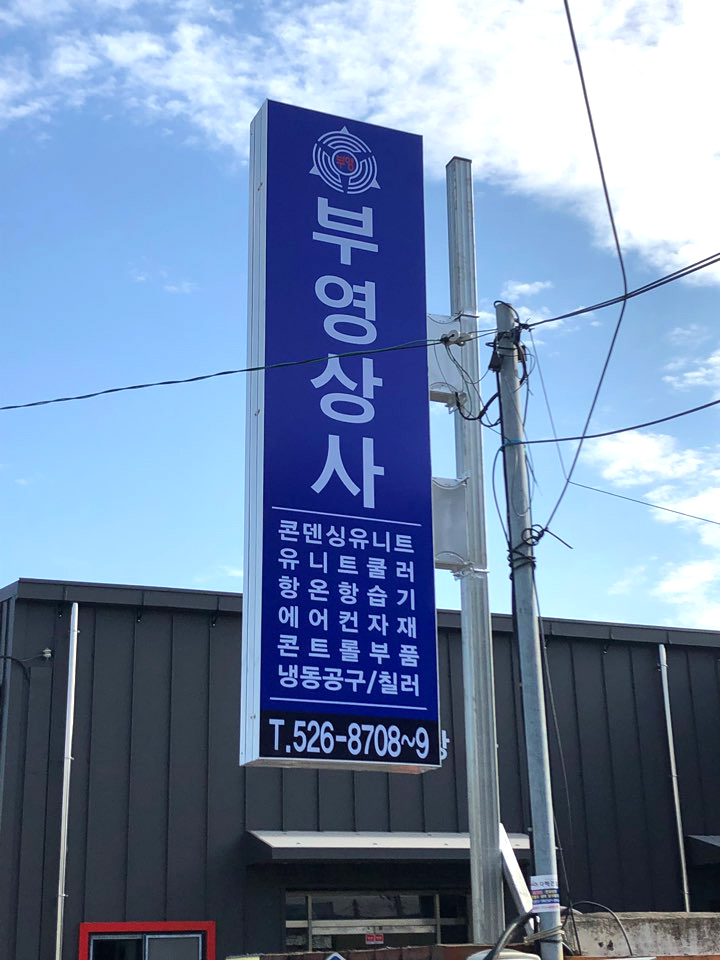 부영
부영상사
콘덴싱유니트
유니트쿨러
항온항습기
에어컨자재
콘트롤부품
냉동공구/칠러
T.526-8708~9